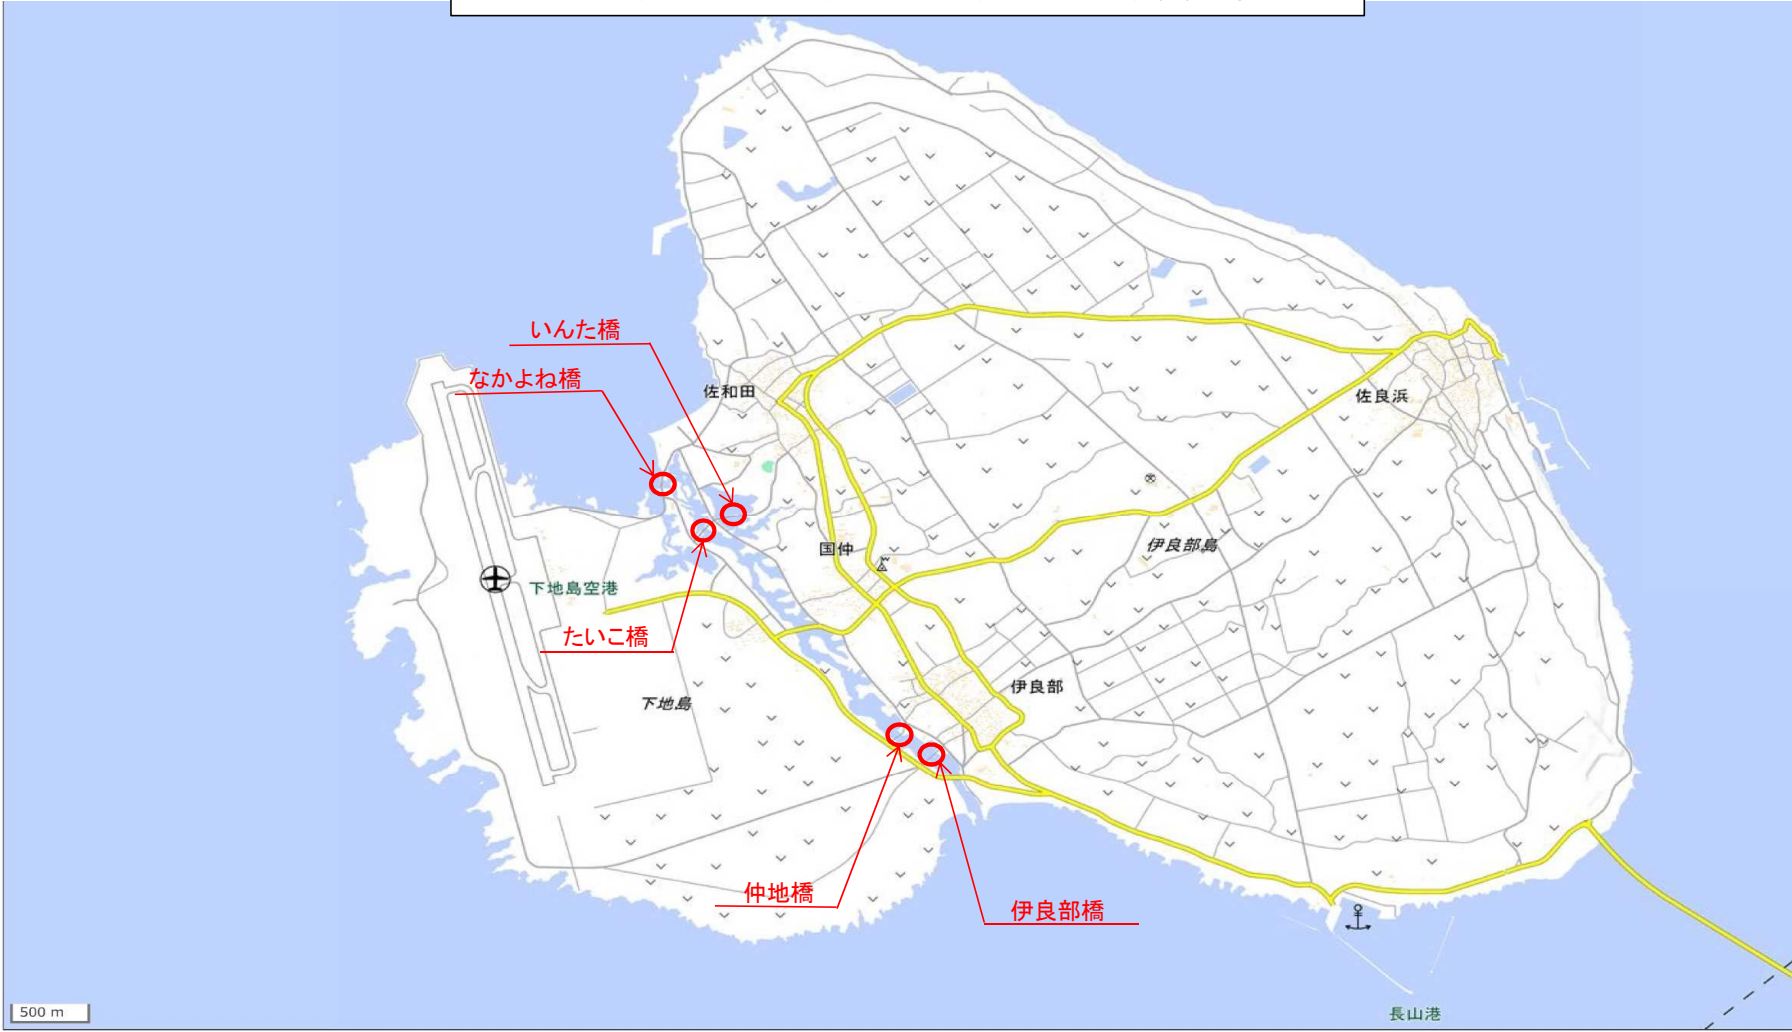 いんた橋
なかよね橋
佐和田
佐良浜
国仲
伊良部島
下地島空港
たいこ橋
伊良部
下地島
仲地橋
伊良部橋
500 m
長山港